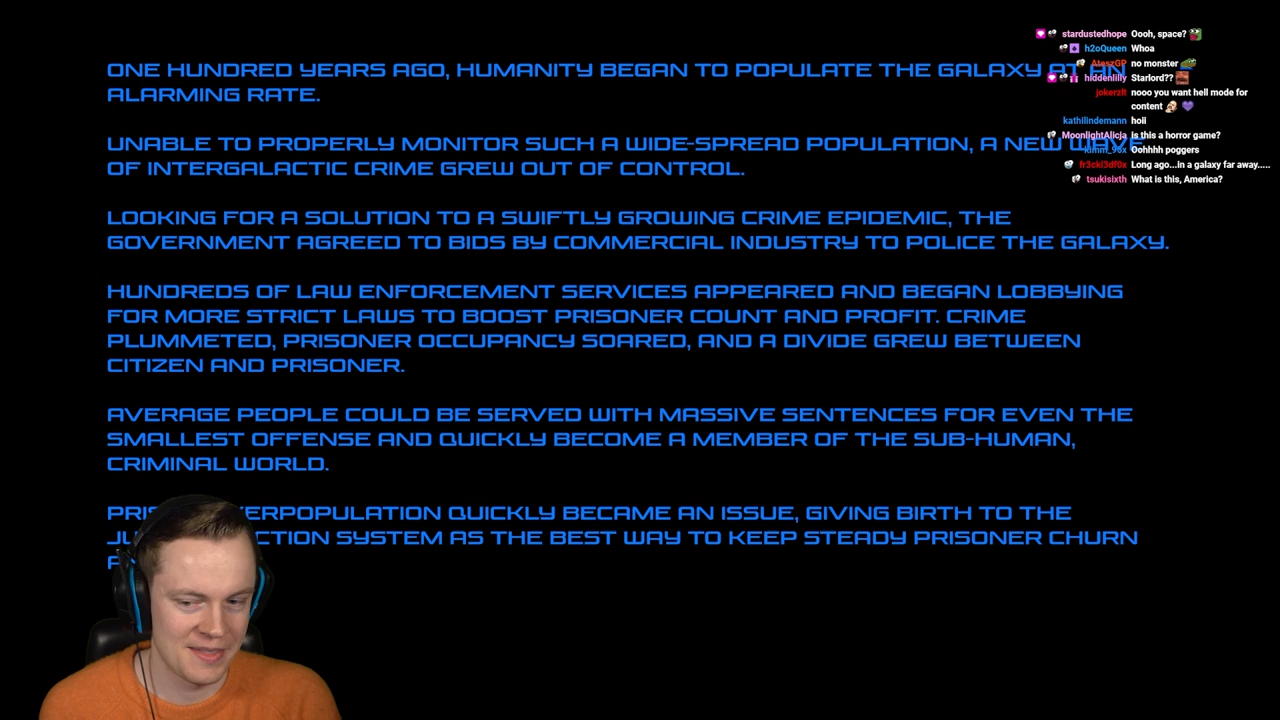 ONE HUNDRED YEARS AGO, HUMANITY BEGAN TO POPULATE THE GALAXY AT AN
ALARMING RATE.
UNABLE TO PROPERLY MONITOR SUCH A WIDE-SPREAD POPULATION, A NEW WAVE
OF INTERGALACTIC CRIME GREW OUT OF CONTROL.
LOOKING FOR A SOLUTION TO A SWIFTLY GROWING CRIME EPIDEMIC, THE
GOVERNMENT AGREED TO BIDS BY COMMERCIAL INDUSTRY TO POLICE THE GALAXY.
HUNDREDS OF LAW ENFORCEMENT SERVICES APPEARED AND BEGAN LOBBYING
FOR MORE STRICT LAWS TO BOOST PRISONER COUNT AND PROFIT. CRIME
PLUMMETED, PRISONER OCCUPANCY SOARED, AND A DIVIDE GREW BETWEEN
CITIZEN AND PRISONER.
AVERAGE PEOPLE COULD BE SERVED WITH MASSIVE SENTENCES FOR EVEN THE
SMALLEST OFFENSE AND QUICKLY BECOME A MEMBER OF THE SUB-HUMAN,
CRIMINAL WORLD.
QUICKLY BECAME AN ISSUE, GIVING BIRTH TO THE
SYSTEM AS THE BEST WAY TO KEEP STEADY PRISONER CHURN
stardustedhope Oooh, space?
h2oQueen Whoa
AteszGP no monster
hiddenlilly Starlord??
jokerzlt nooo you want hell mode for
content
kathilindemann hoii
MoonlightAlicja is this a horror game?
Oohhhh poggers
fr3cki3df0x Long ago...in a galaxy far away.....
tsukisixth What is this, America?